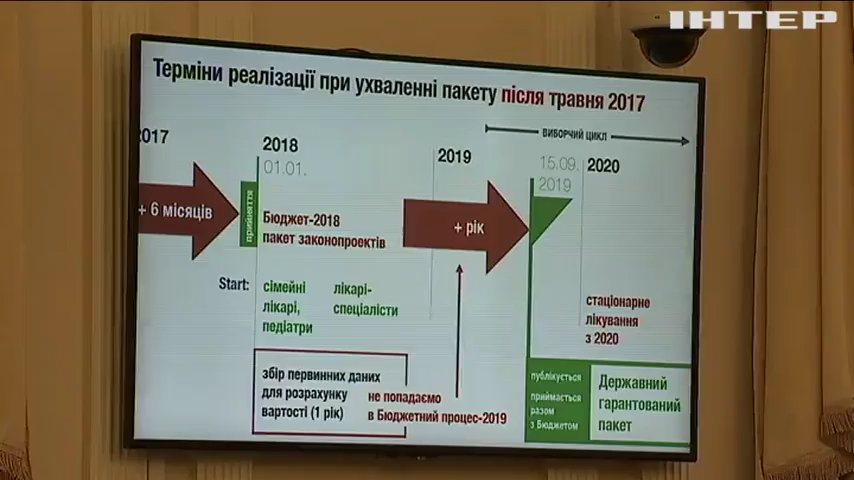 ІНТЕР
Терміни реалізації при ухваленні пакету після травня 2017
ВИБОРЧИЙ ЦИКЛ
2017
2018
01.01.
2019
15.09.
2019
2020
+ 6 місяців
прийняття
Бюджет-2018
пакет законопроектів
+ рік
Start:
сімейні
лікарі,
педіатри
лікарі-
спеціалісти
стаціонарне
лікування
з 2020
збір первинних даних
для розрахунку
вартості (1 рік)
не попадаємо
в Бюджетний процес-2019
публікується
приймається
разом
з Бюджетом
Державний
гарантований
пакет